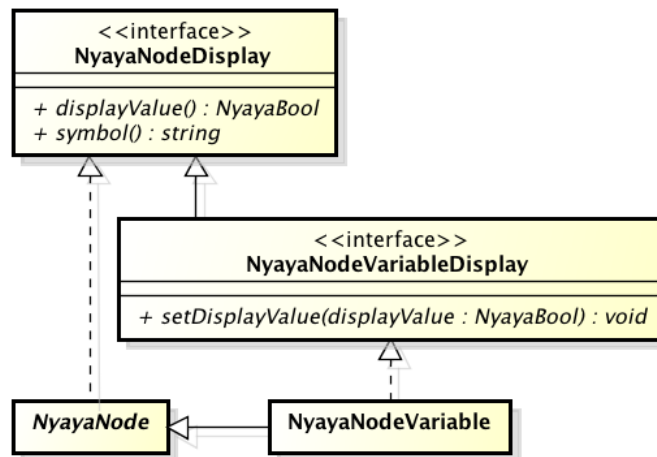 <<interface>>
NyayaNodeDisplay
+ displayValue() : NyayaBool
+ symbol() : string
<<interface>>
NyayaNodeVariableDisplay
+ setDisplayValue(displayValue : NyayaBool) : void
NyayaNode
NyayaNodeVariable